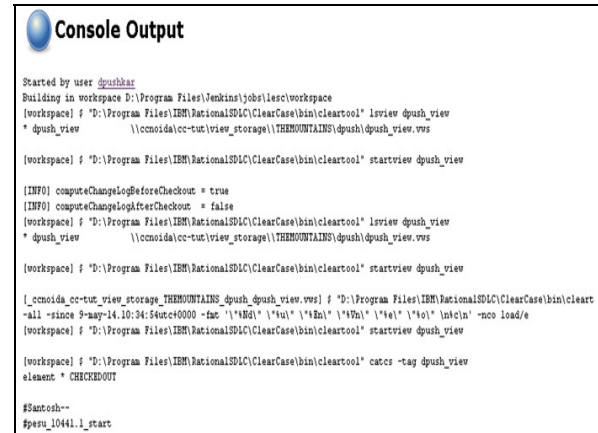 Console Output
Started by user dpushkar
Building in workspace D:\Program Files\Jenkins\jobs\lesc\workspace
[workspace] $ "D:\Program Files\IBM\RationalSDLC\ClearCase\bin\cleartool" lsview dpush_view
* dpush_view \\ccnoida\cc-tut\view_storage\\THEMOUNTAINS\dpush\dpush_view.vws
[workspace] $ "D:\Program Files\IBM\RationalSDLC\ClearCase\bin\cleartool" startview dpush_view
[INFO] computeChangeLogBeforeCheckout = true
[INFO] computeChangeLogAfterCheckout = false
[workspace] $ "D:\Program Files\IBM\RationalSDLC\ClearCase\bin\cleartool" lsview dpush_view
* dpush_view \\ccnoida\cc-tut\view_storage\\THEMOUNTAINS\dpush\dpush_view.vws
[workspace] $ "D:\Program Files\IBM\RationalSDLC\ClearCase\bin\cleartool" startview dpush_view
[_ccnoida_cc-tut_view_storage_THEMOUNTAINS_dpush_dpush_view.vws] $ "D:\Program Files\IBM\RationalSDLC\ClearCase\bin\cleart
-all -since 9-may-14.10:34:54utc+0000 -fmt '\"%Nd\" \"%u\" \"%En\" \"%Vn\" \"%e\" \"%o\" \n%c\n' -nco load/e
[workspace] $ "D:\Program Files\IBM\RationalSDLC\ClearCase\bin\cleartool" startview dpush_view
[workspace] $ "D:\Program Files\IBM\RationalSDLC\ClearCase\bin\cleartool" catcs -tag dpush_view
element * CHECKEDOUT
#Santosh--
#pesu_10441.1_start